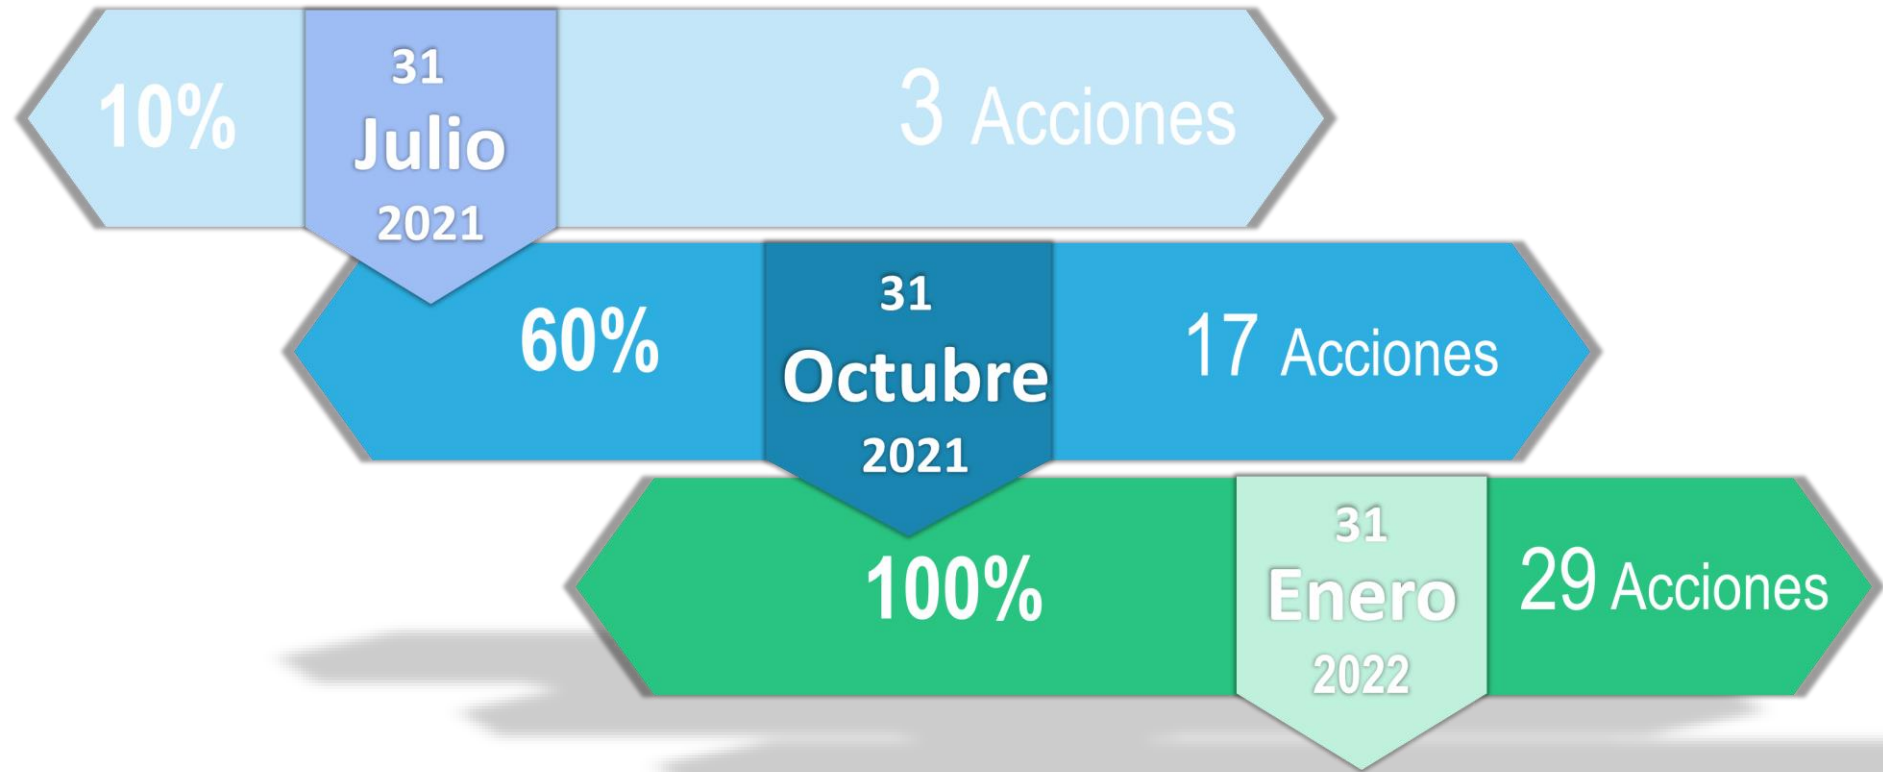 10%
31
Julio
2021
3 Acciones
60%
31
Octubre
2021
17 Acciones
100%
31
Enero
2022
29 Acciones